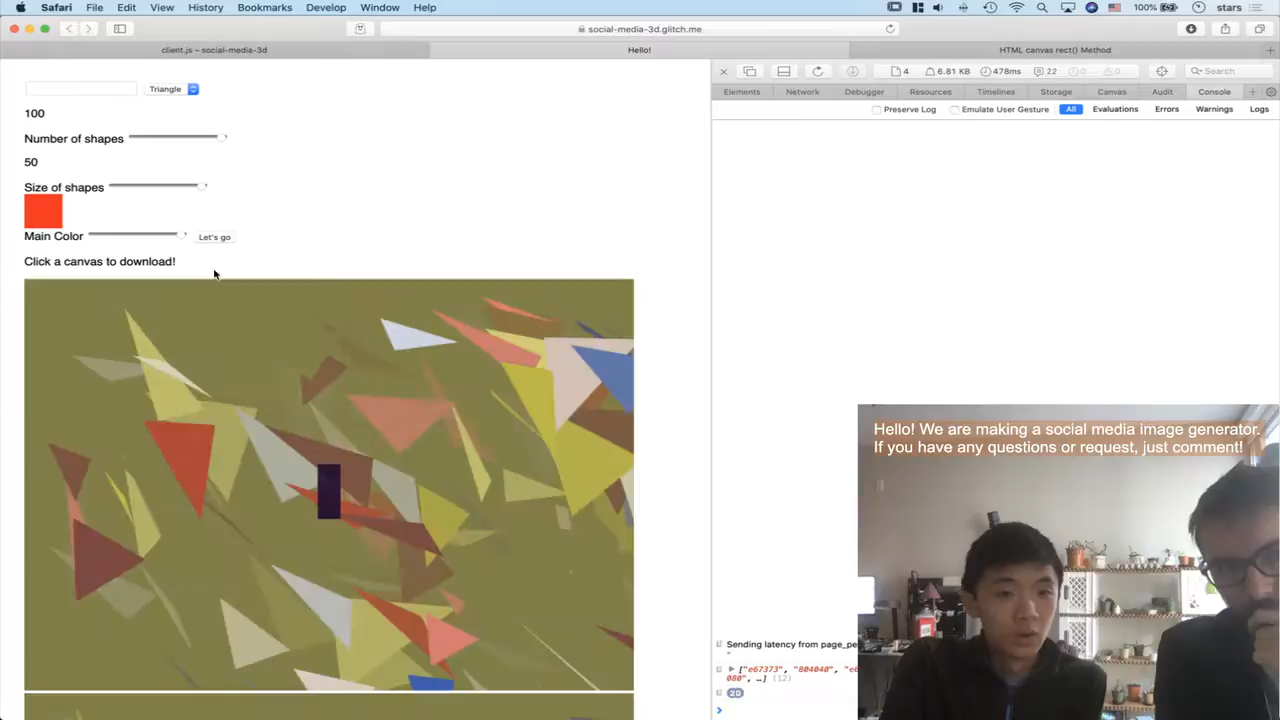 Safari File Edit View History Bookmarks Develop Window Help 100% stars
social-media-3d.glitch.me
client.js – social-media-3d Hello! HTML canvas rect() Method
4 6.81 KB 478ms 22 0 0 Search
Elements Network Debugger Resources Timelines Storage Canvas Audit Console
Preserve Log Emulate User Gesture All Evaluations Errors Warnings Logs
Triangle
100
Number of shapes
50
Size of shapes
Main Color Let's go
Click a canvas to download!
Hello! We are making a social media image generator.
If you have any questions or request, just comment!
Sending latency from page_pe
"
["e67373", "804040", "e6
080", …] (12)
20